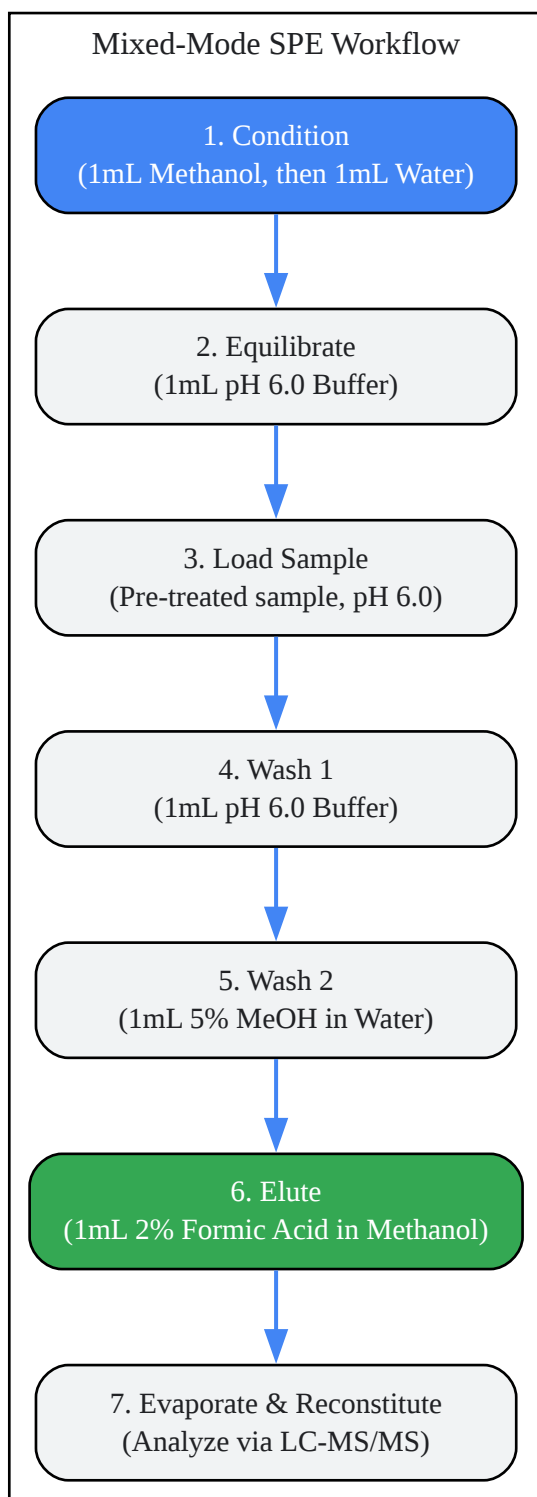 Mixed-Mode SPE Workflow
1. Condition
(1mL Methanol, then 1mL Water)
2. Equilibrate
(1mL pH 6.0 Buffer)
3. Load Sample
(Pre-treated sample, pH 6.0)
4. Wash 1
(1mL pH 6.0 Buffer)
5. Wash 2
(1mL 5% MeOH in Water)
6. Elute
(1mL 2% Formic Acid in Methanol)
7. Evaporate & Reconstitute
(Analyze via LC-MS/MS)